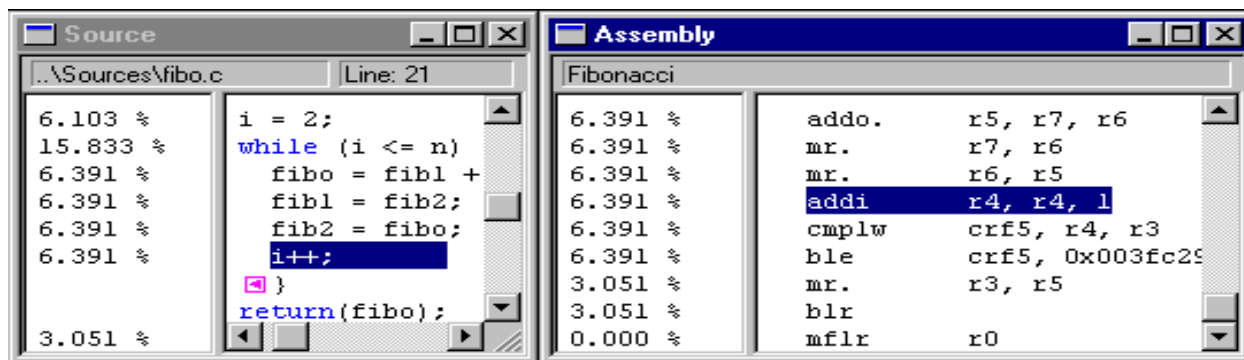 Source
..\Sources\fibo.c Line: 21
6.103 % i = 2;
15.833 % while (i <= n)
6.391 % fibo = fib1 +
6.391 % fib1 = fib2;
6.391 % fib2 = fibo;
6.391 % i++;
}
return(fibo);
3.051 %
Assembly
Fibonacci
6.391 % addo. r5, r7, r6
6.391 % mr. r7, r6
6.391 % mr. r6, r5
6.391 % addi r4, r4, 1
6.391 % cmplw crf5, r4, r3
6.391 % ble crf5, 0x003fc29
3.051 % mr. r3, r5
3.051 % blr
0.000 % mflr r0